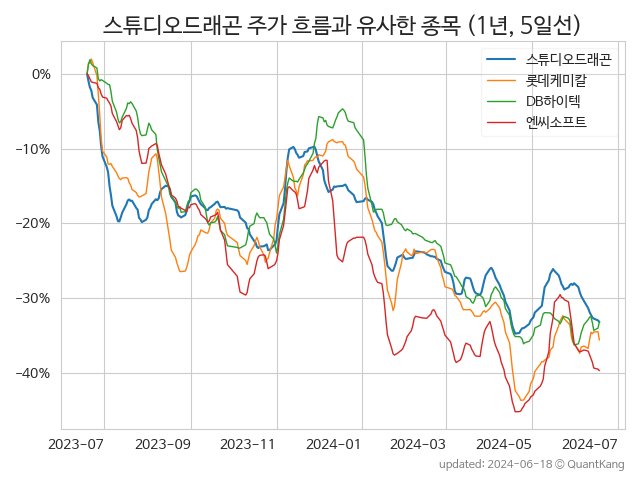 스튜디오드래곤 주가 흐름과 유사한 종목 (1년, 5일선)
스튜디오드래곤
롯데케미칼
DB하이텍
엔씨소프트
0%
−10%
−20%
−30%
−40%
2023-07 2023-09 2023-11 2024-01 2024-03 2024-05 2024-07
updated: 2024-06-18 © QuantKang